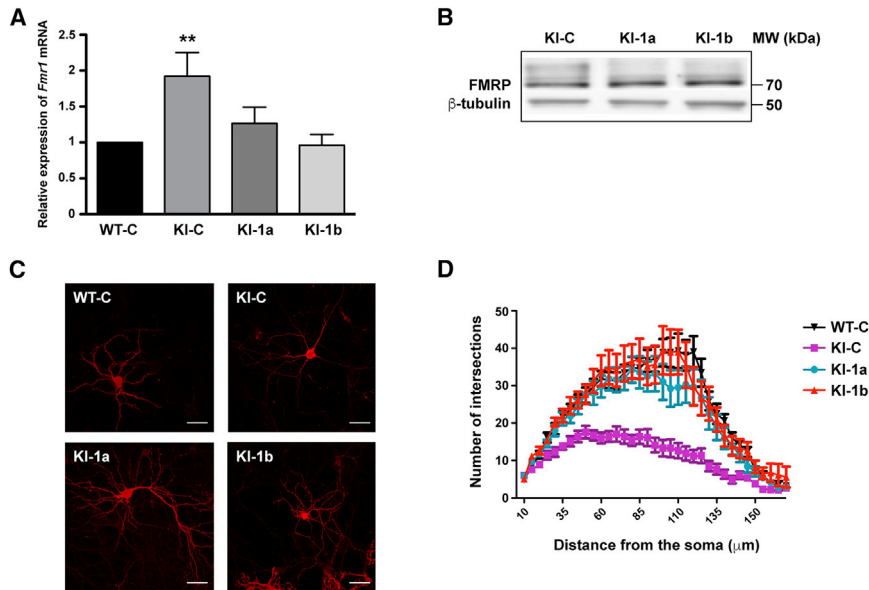 A
Relative expression of Fmr1 mRNA
2.5
2
1.5
1
0.5
0
**
WT-C KI-C KI-1a KI-1b
B
KI-C KI-1a KI-1b MW (kDa)
FMRP 70
β-tubulin 50
C
WT-C KI-C
KI-1a KI-1b
D
Number of intersections
50
40
30
20
10
0
10 35 60 85 110 135 150
Distance from the soma (μm)
WT-C
KI-C
KI-1a
KI-1b